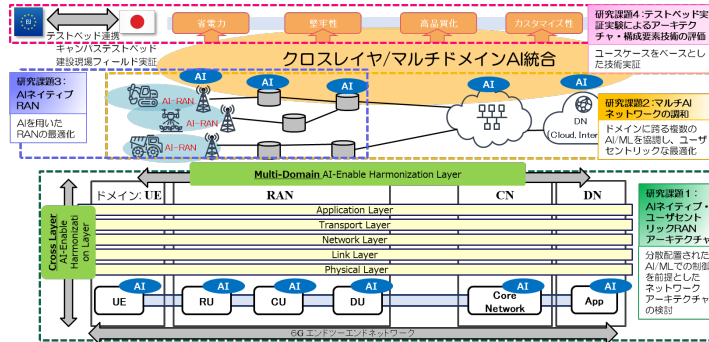 省電力
堅牢性
高品質化
カスタマイズ性
テストベッド連携
キャンパステストベッド
建設現場フィールド実証
研究課題4：テストベッド実
証実験によるアーキテク
チャ・構成要素技術の評価
ユースケースをベースとし
た技術実証
クロスレイヤ/マルチドメインAI統合
研究課題3：
AIネイティブ
RAN
AIを用いた
RANの最適化
AI
AI
AI
AI
AI
AI-RAN
AI-RAN
AI-RAN
DN
(Cloud, Inter
研究課題2：マルチAI
ネットワークの調和
ドメインに跨る複数の
AI/MLを協調し、ユーザ
セントリックな最適化
Multi-Domain AI-Enable Harmonization Layer
ドメイン: UE
RAN
CN
DN
Cross Layer
AI-Enable
Harmonizati
on Layer
Application Layer
Transport Layer
Network Layer
Link Layer
Physical Layer
AI
AI
AI
AI
AI
AI
UE
RU
CU
DU
Core
Network
App
6G エンドツーエンドネットワーク
研究課題1：
AIネイティブ・
ユーザセント
リックRAN
アーキテクチャ
分散配置された
AI/MLでの制御
を前提とした
ネットワーク
アーキテクチャ
の検討